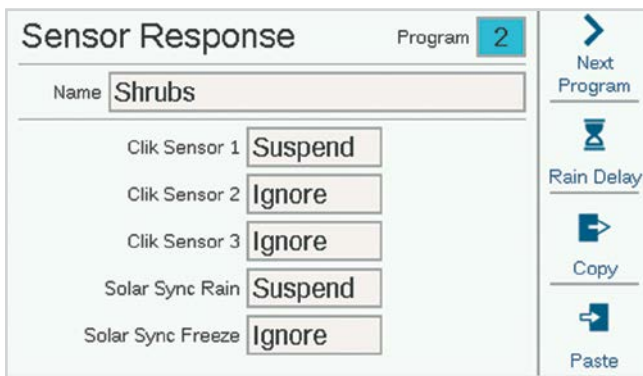 Sensor Response Program 2
Name Shrubs
Clik Sensor 1 Suspend
Clik Sensor 2 Ignore
Clik Sensor 3 Ignore
Solar Sync Rain Suspend
Solar Sync Freeze Ignore
Next
Program
Rain Delay
Copy
Paste